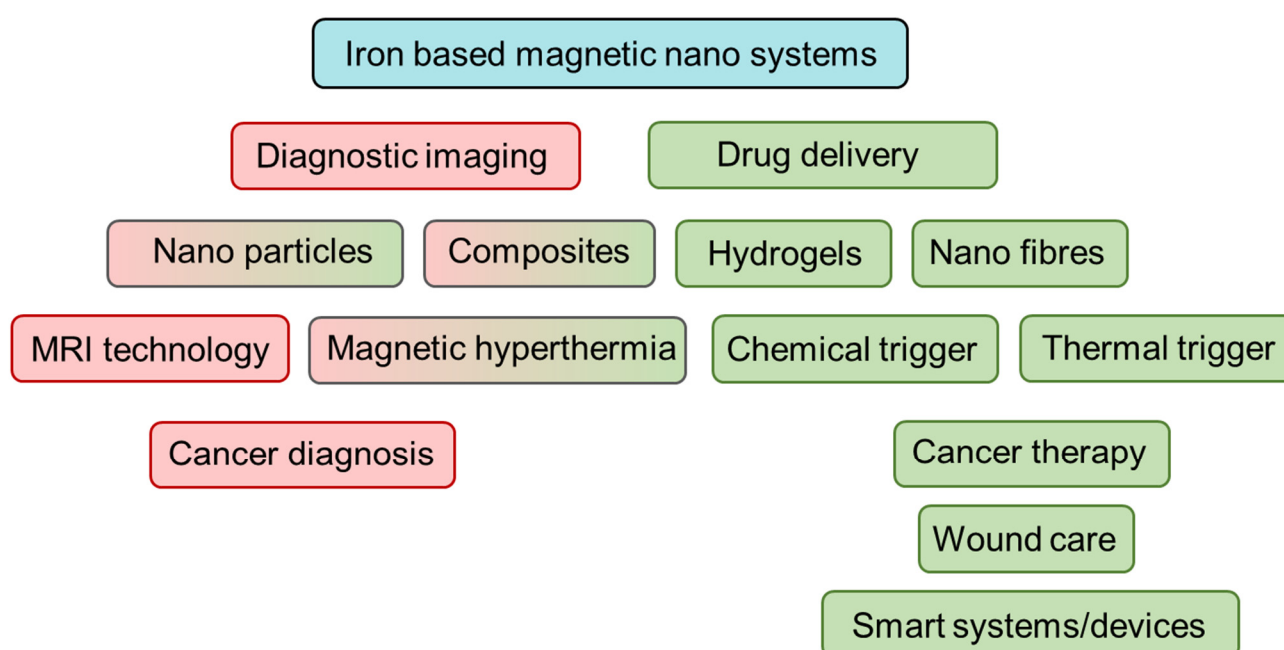 Iron based magnetic nano systems
Diagnostic imaging
Drug delivery
Nano particles
Composites
Hydrogels
Nano fibres
MRI technology
Magnetic hyperthermia
Chemical trigger
Thermal trigger
Cancer diagnosis
Cancer therapy
Wound care
Smart systems/devices